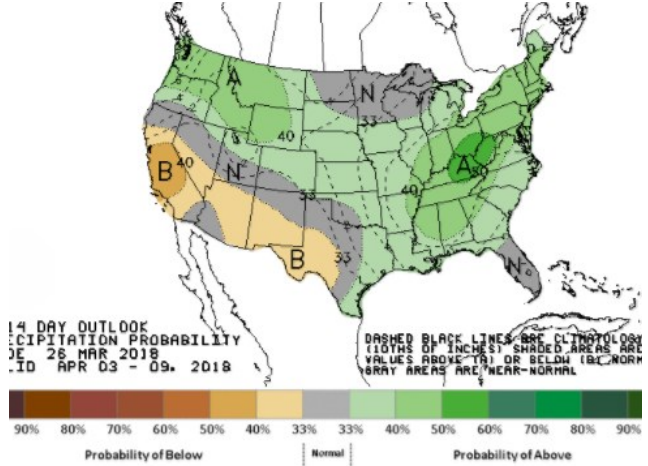 A
N
33
40
B 40
N
A 50
40
33
B
33
N
14 DAY OUTLOOK
ECIPITATION PROBABILITY
DE 26 MAR 2018
LID APR 03 - 09. 2018
DASHED BLACK LINES ARE CLIMATOLOGY
(10THS OF INCHES) SHADED AREAS ARE
VALUES ABOVE (A) OR BELOW (B) NORM
GRAY AREAS ARE NEAR-NORMAL
90% 80% 70% 60% 50% 40% 33% 33% 40% 50% 60% 70% 80% 90%
Probability of Below Normal Probability of Above